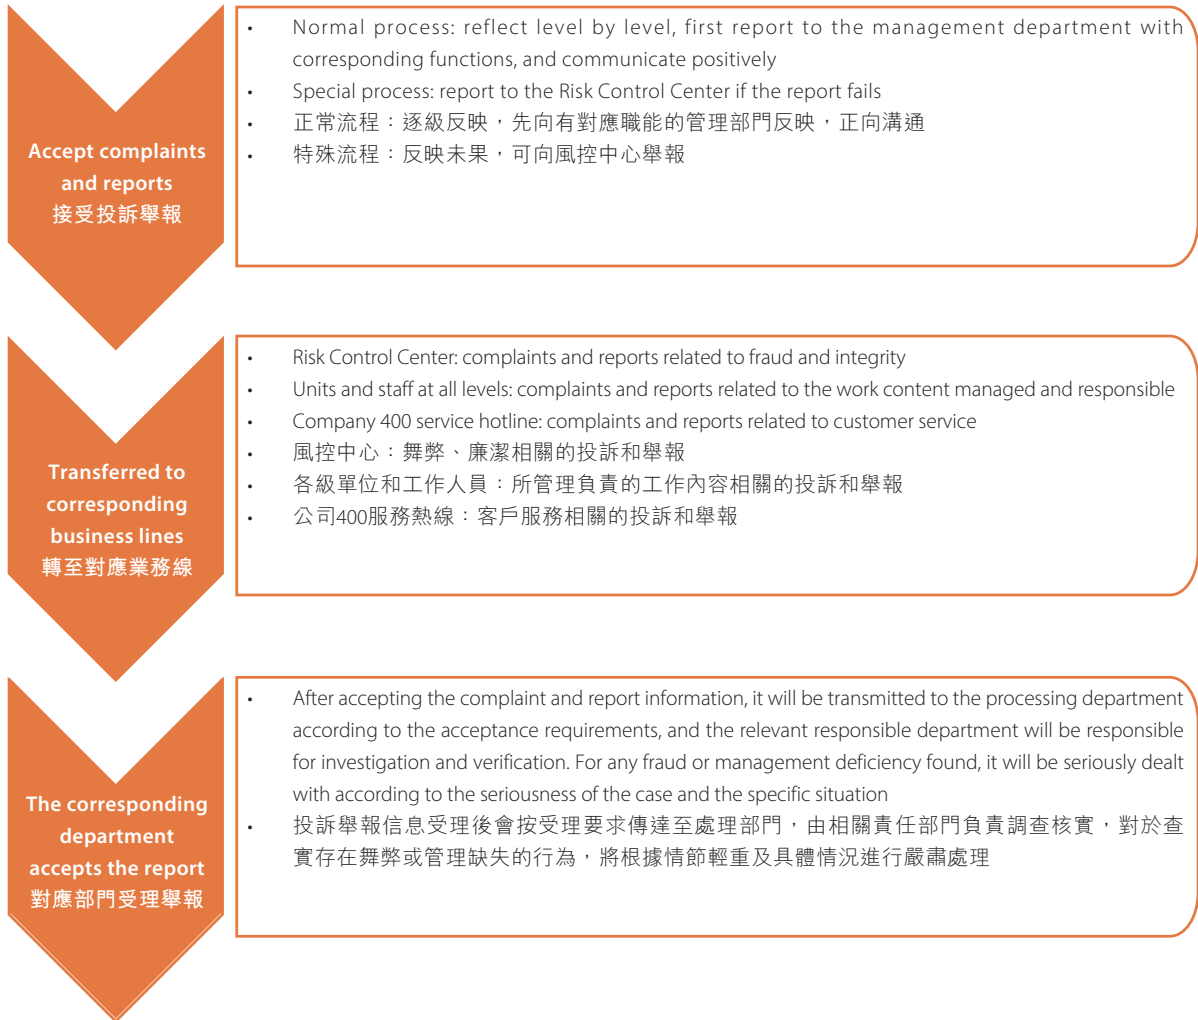 Accept complaints
and reports
接受投訴舉報
• Normal process: reflect level by level, first report to the management department with
corresponding functions, and communicate positively
• Special process: report to the Risk Control Center if the report fails
• 正常流程：逐級反映，先向有對應職能的管理部門反映，正向溝通
• 特殊流程：反映未果，可向風控中心舉報
Transferred to
corresponding
business lines
轉至對應業務線
• Risk Control Center: complaints and reports related to fraud and integrity
• Units and staff at all levels: complaints and reports related to the work content managed and responsible
• Company 400 service hotline: complaints and reports related to customer service
• 風控中心：舞弊、廉潔相關的投訴和舉報
• 各級單位和工作人員：所管理負責的工作內容相關的投訴和舉報
• 公司400服務熱線：客戶服務相關的投訴和舉報
The corresponding
department
accepts the report
對應部門受理舉報
• After accepting the complaint and report information, it will be transmitted to the processing department
according to the acceptance requirements, and the relevant responsible department will be responsible
for investigation and verification. For any fraud or management deficiency found, it will be seriously dealt
with according to the seriousness of the case and the specific situation
• 投訴舉報信息受理後會按受理要求傳達至處理部門，由相關責任部門負責調查核實，對於查
實存在舞弊或管理缺失的行為，將根據情節輕重及具體情況進行嚴肅處理